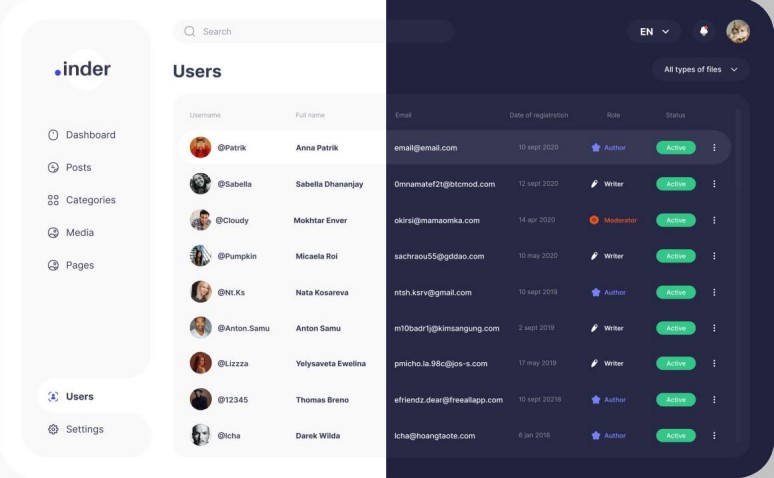 Search
EN
.inder
Users
All types of files
Username Full name Email Date of registration Role Status
@Patrik Anna Patrik email@email.com 10 sept 2020 Author Active
@Sabella Sabella Dhananjay 0mnamatef2t@btcmod.com 12 sept 2020 Writer Active
@Cloudy Mokhtar Enver okirsi@mamaomka.com 14 apr 2020 Moderator Active
@Pumpkin Micaela Roi sachraou55@gddao.com 10 may 2020 Writer Active
@Nt.Ks Nata Kosareva ntsh.ksrv@gmail.com 10 sept 2019 Author Active
@Anton.Samu Anton Samu m10badr1j@kimsangung.com 2 sept 2019 Writer Active
@Lizzza Yelysaveta Ewelina pmicho.la.98c@jos-s.com 17 may 2019 Writer Active
@12345 Thomas Breno efriendz.dear@freeallapp.com 10 sept 20218 Author Active
@Icha Darek Wilda Icha@hoangtaote.com 6 jan 2018 Author Active
Dashboard
Posts
Categories
Media
Pages
Users
Settings